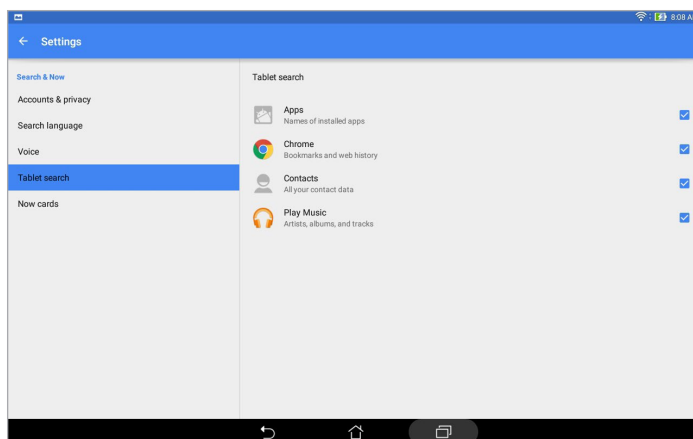 8:08 A
Settings
Search & Now
Accounts & privacy
Search language
Voice
Tablet search
Now cards
Tablet search
Apps
Names of installed apps
Chrome
Bookmarks and web history
Contacts
All your contact data
Play Music
Artists, albums, and tracks